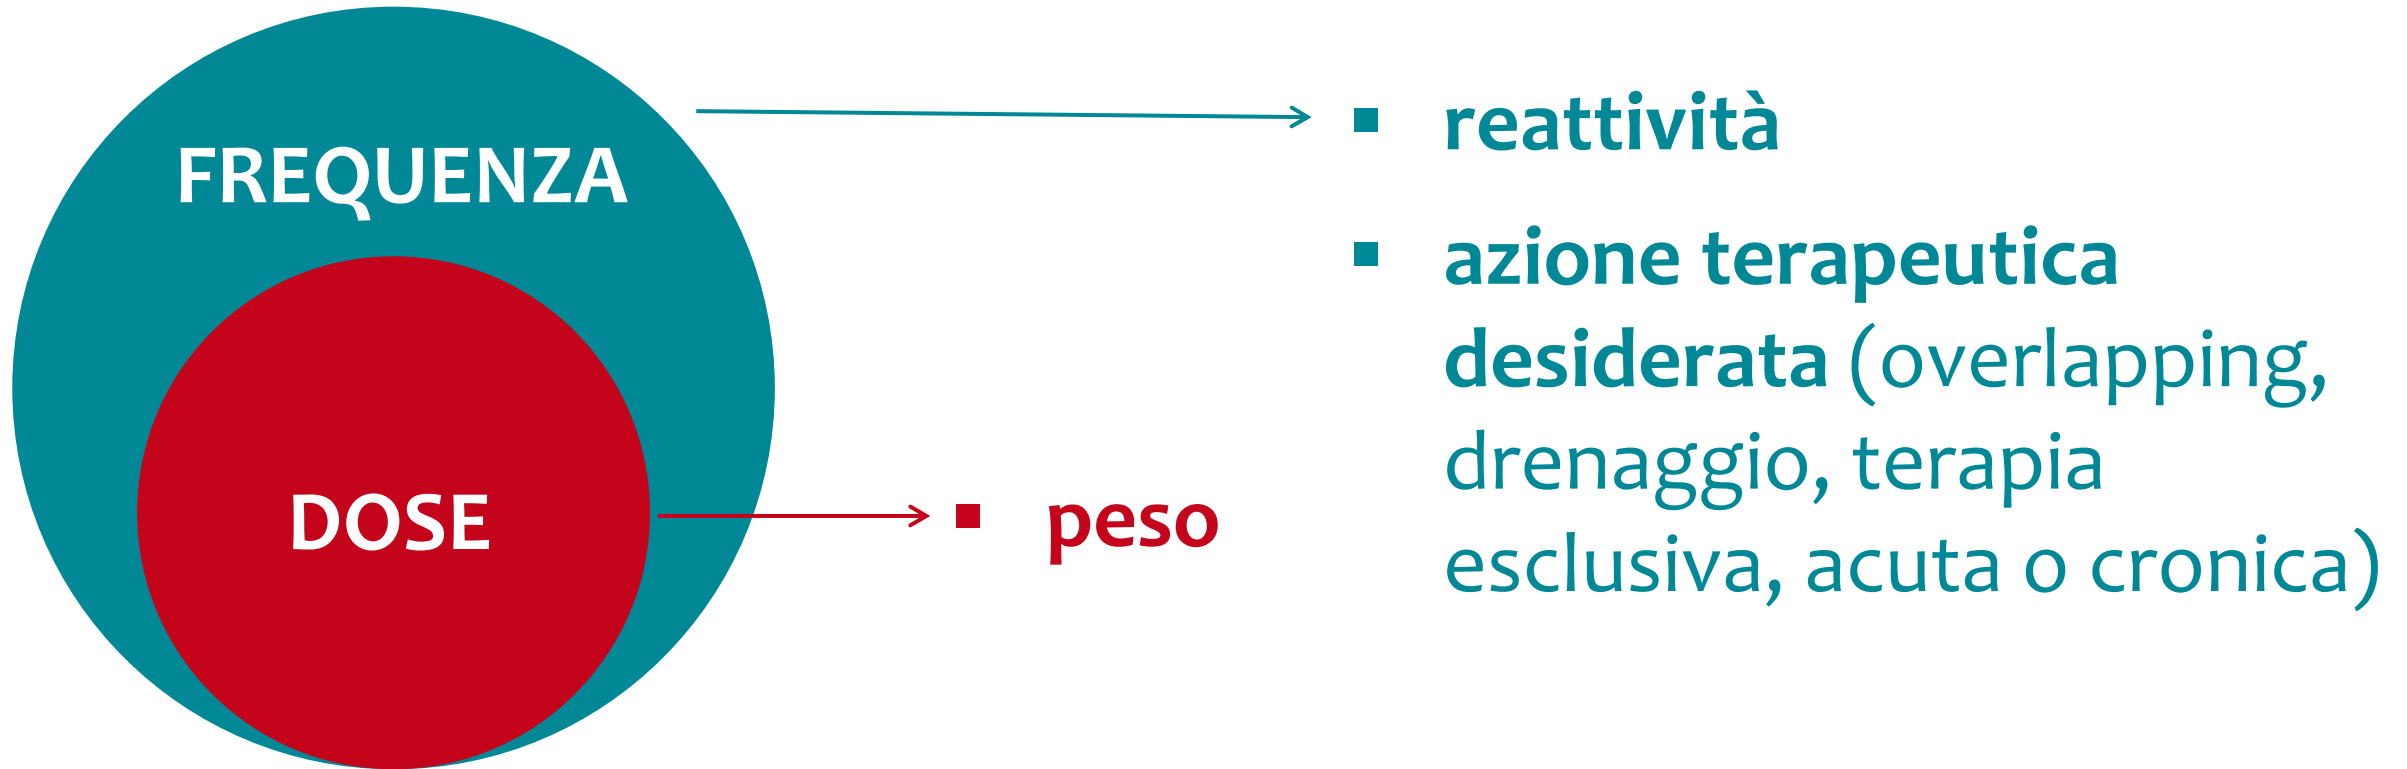 FREQUENZA
DOSE
▪ peso
▪ reattività
▪ azione terapeutica
desiderata (overlapping,
drenaggio, terapia
esclusiva, acuta o cronica)